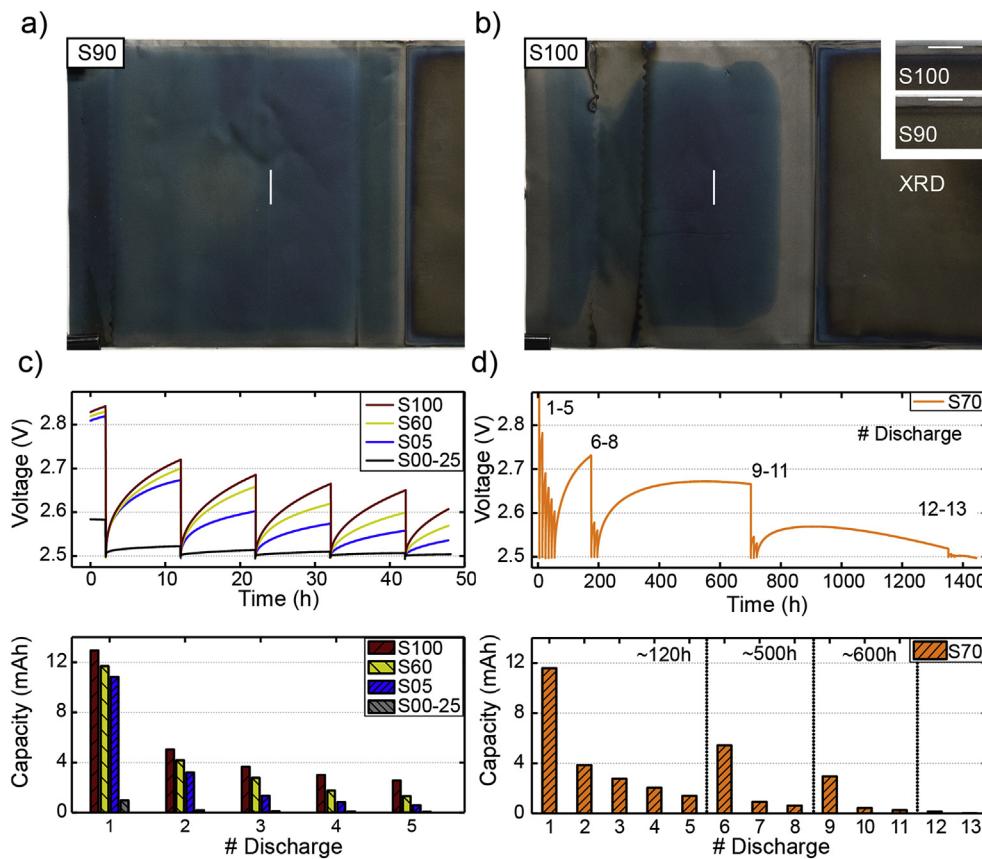 a)
S90
b)
S100
S100
S90
XRD
c)
2.8
2.7
2.6
2.5
Voltage (V)
S100
S60
S05
S00-25
0 10 20 30 40 50
Time (h)
d)
2.8
2.7
2.6
2.5
Voltage (V)
1-5
6-8
9-11
12-13
S70
# Discharge
0 200 400 600 800 1000 1200 1400
Time (h)
12
8
4
0
Capacity (mAh)
S100
S60
S05
S00-25
1 2 3 4 5
# Discharge
12
8
4
0
Capacity (mAh)
~120h
~500h
~600h
S70
1 2 3 4 5 6 7 8 9 10 11 12 13
# Discharge